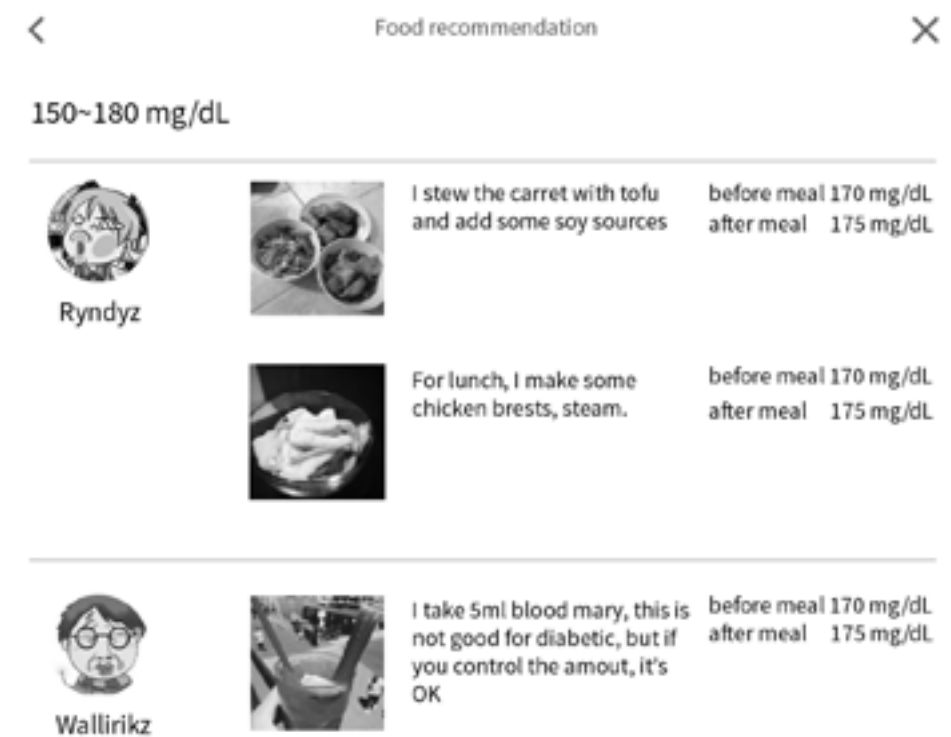 Food recommendation
150~180 mg/dL
I stew the carret with tofu
and add some soy sources
before meal 170 mg/dL
after meal 175 mg/dL
Ryndyz
For lunch, I make some
chicken brests, steam.
before meal 170 mg/dL
after meal 175 mg/dL
I take 5ml blood mary, this is
not good for diabetic, but if
you control the amout, it's
OK
before meal 170 mg/dL
after meal 175 mg/dL
Wallirikz